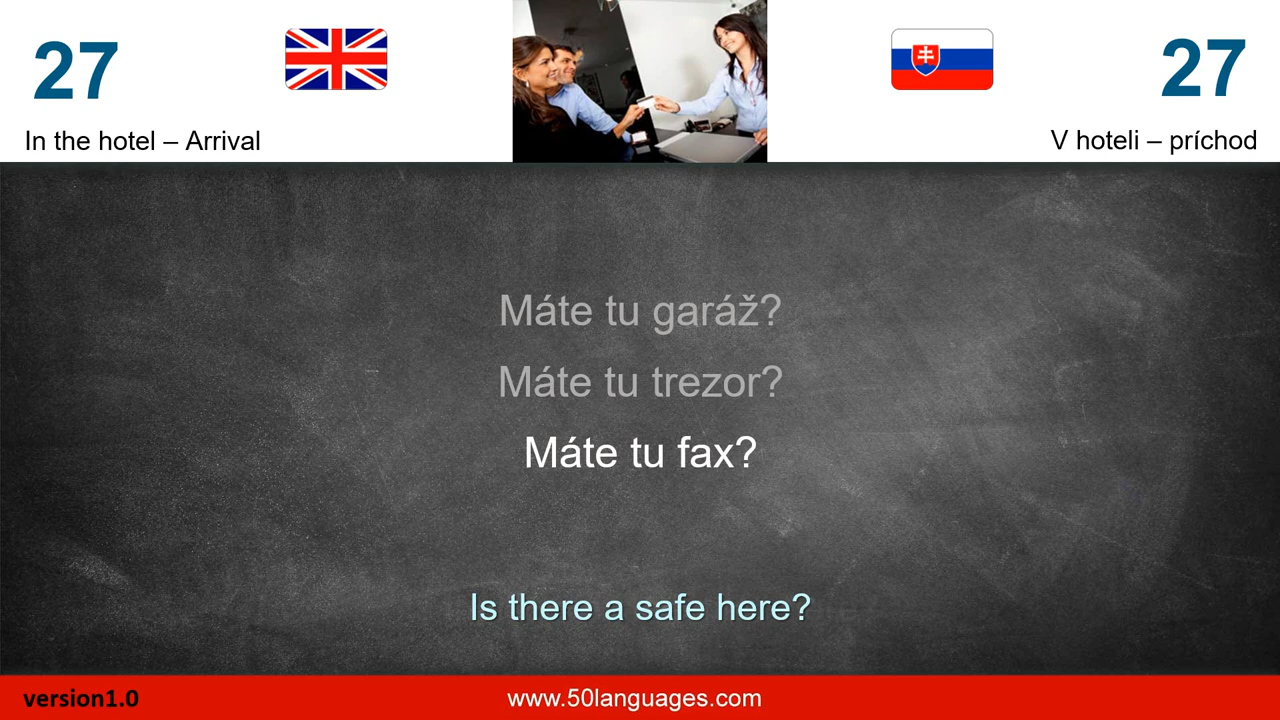 27
27
In the hotel – Arrival
V hoteli – príchod
Máte tu garáž?
Máte tu trezor?
Máte tu fax?
Is there a safe here?
version1.0
www.50languages.com